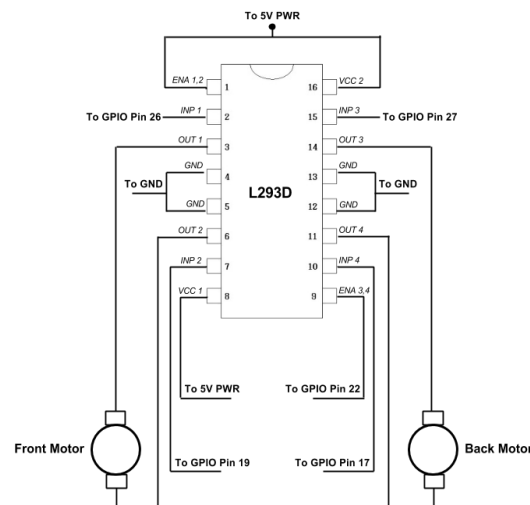 To 5V PWR
ENA 1,2
VCC 2
1
16
To GPIO Pin 26
INP 1
2
15
INP 3
To GPIO Pin 27
OUT 1
3
14
OUT 3
GND
4
13
GND
To GND
L293D
To GND
GND
5
12
GND
OUT 2
6
11
OUT 4
INP 2
7
10
INP 4
VCC 1
8
9
ENA 3,4
To 5V PWR
To GPIO Pin 22
Front Motor
Back Motor
To GPIO Pin 19
To GPIO Pin 17